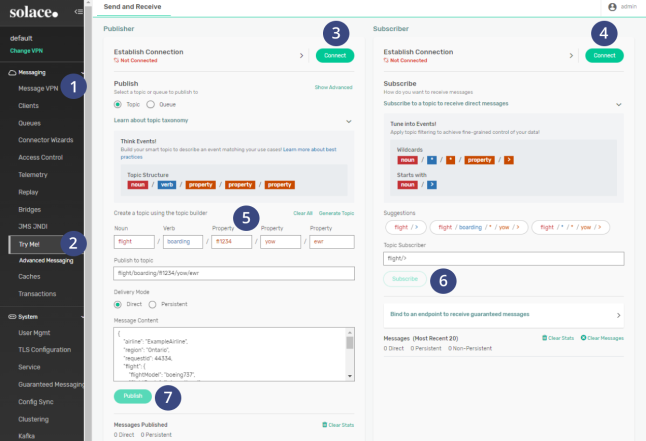 solace
Send and Receive
admin
default
Change VPN
Messaging
Message VPN
Clients
Queues
Connector Wizards
Access Control
Telemetry
Replay
Bridges
JMS JNDI
Try Me!
Advanced Messaging
Caches
Transactions
System
User Mgmt
TLS Configuration
Service
Guaranteed Messaging
Config Sync
Clustering
Kafka
1
2
Publisher
3
Establish Connection
Not Connected
Connect
Publish
Select a topic or queue to publish to
Show Advanced
Topic
Queue
Learn about topic taxonomy
Think Events!
Build your smart topic to describe an event matching your use cases! Learn more about best
practices
Topic Structure
noun / verb / property / property / property
5
Create a topic using the topic builder
Clear All Generate Topic
Noun Verb Property Property Property
flight / boarding / ff1234 / yow / ewr
Publish to topic
flight/boarding/ff1234/yow/ewr
Delivery Mode
Direct
Persistent
Message Content
{
"airline": "ExampleAirline",
"region": "Ontario",
"requestId": 44334,
"flight": {
"flightModel": "boeing737",
Publish
7
Messages Published
Clear Stats
0 Direct 0 Persistent
Subscriber
4
Establish Connection
Not Connected
Connect
Subscribe
How do you want to receive messages
Subscribe to a topic to receive direct messages
Tune into Events!
Apply topic filtering to achieve fine-grained control of your data!
Wildcards
noun / * / * / property / >
Starts with
noun / >
Suggestions
flight / >
flight / boarding / * / yow / >
flight / * / * / yow / >
Topic Subscriber
flight/>
Subscribe
6
Bind to an endpoint to receive guaranteed messages
Messages (Most Recent 20)
Clear Stats
Clear Messages
0 Direct 0 Persistent 0 Non-Persistent